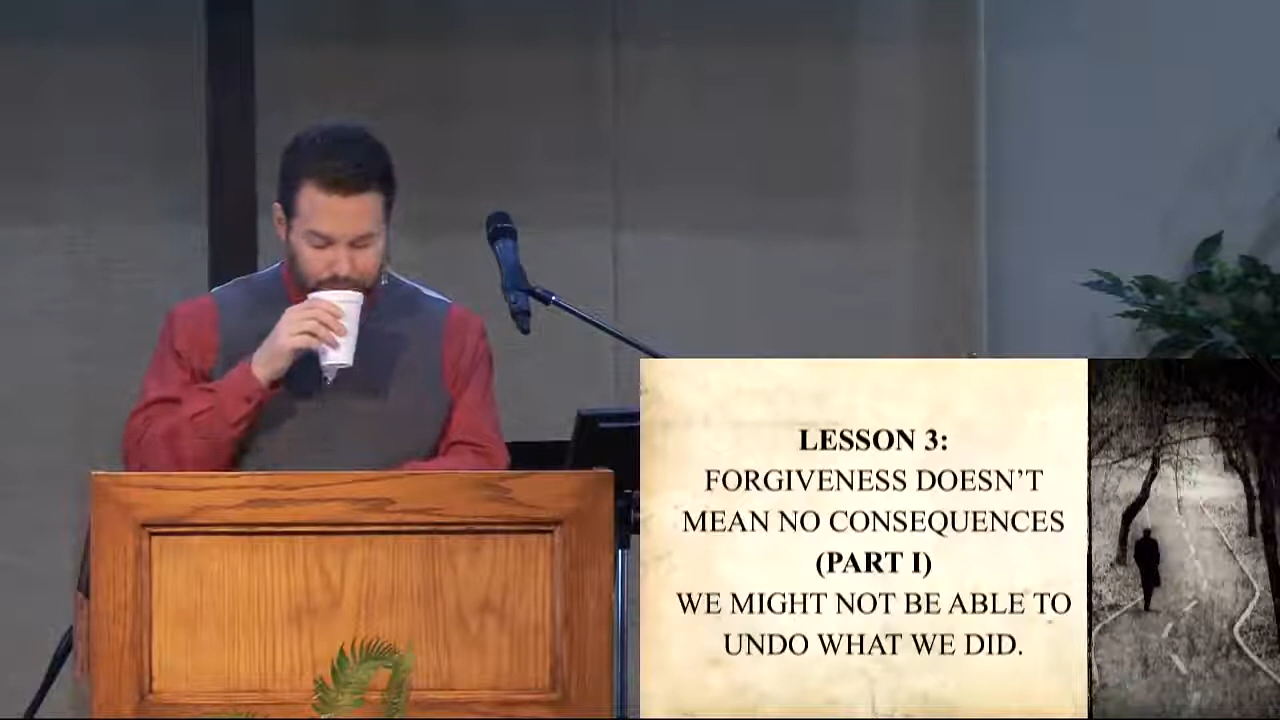 LESSON 3:
FORGIVENESS DOESN'T
MEAN NO CONSEQUENCES
(PART I)
WE MIGHT NOT BE ABLE TO
UNDO WHAT WE DID.